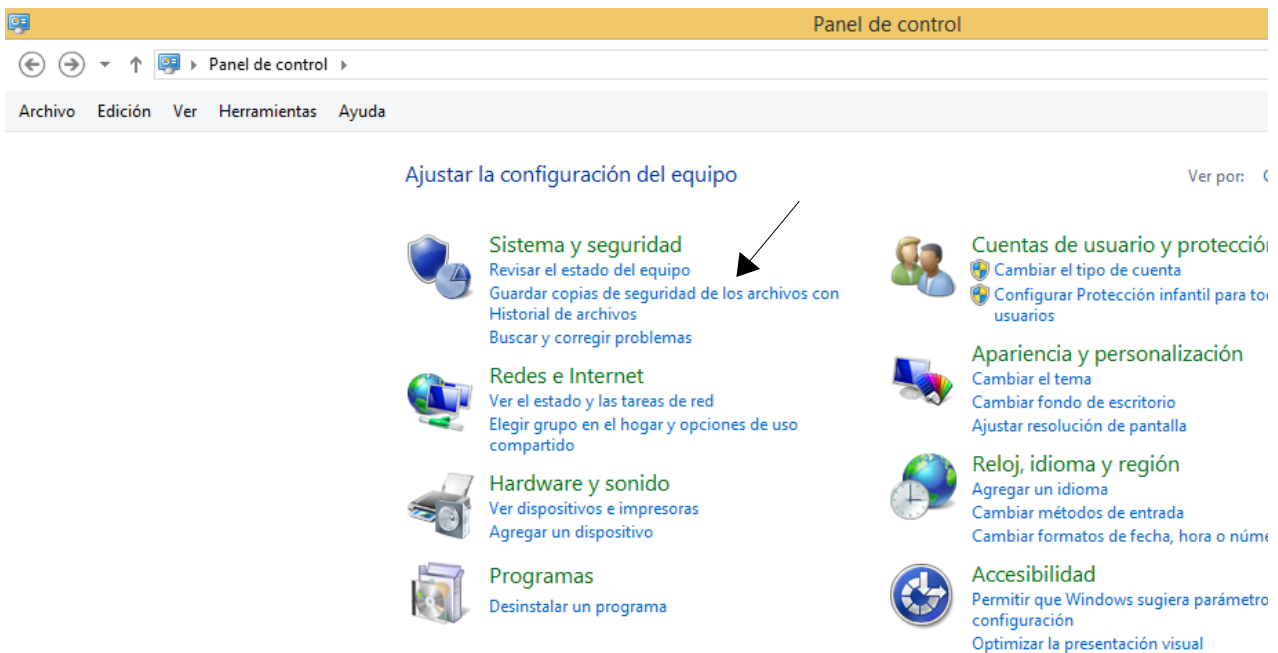 Panel de control
Panel de control
Archivo Edición Ver Herramientas Ayuda
Ajustar la configuración del equipo
Ver por:
Sistema y seguridad
Revisar el estado del equipo
Guardar copias de seguridad de los archivos con
Historial de archivos
Buscar y corregir problemas
Redes e Internet
Ver el estado y las tareas de red
Elegir grupo en el hogar y opciones de uso
compartido
Hardware y sonido
Ver dispositivos e impresoras
Agregar un dispositivo
Programas
Desinstalar un programa
Cuentas de usuario y protección
Cambiar el tipo de cuenta
Configurar Protección infantil para
usuarios
Apariencia y personalización
Cambiar el tema
Cambiar fondo de escritorio
Ajustar resolución de pantalla
Reloj, idioma y región
Agregar un idioma
Cambiar métodos de entrada
Cambiar formatos de fecha, hora o
Accesibilidad
Permitir que Windows sugiera parámetro
configuración
Optimizar la presentación visual